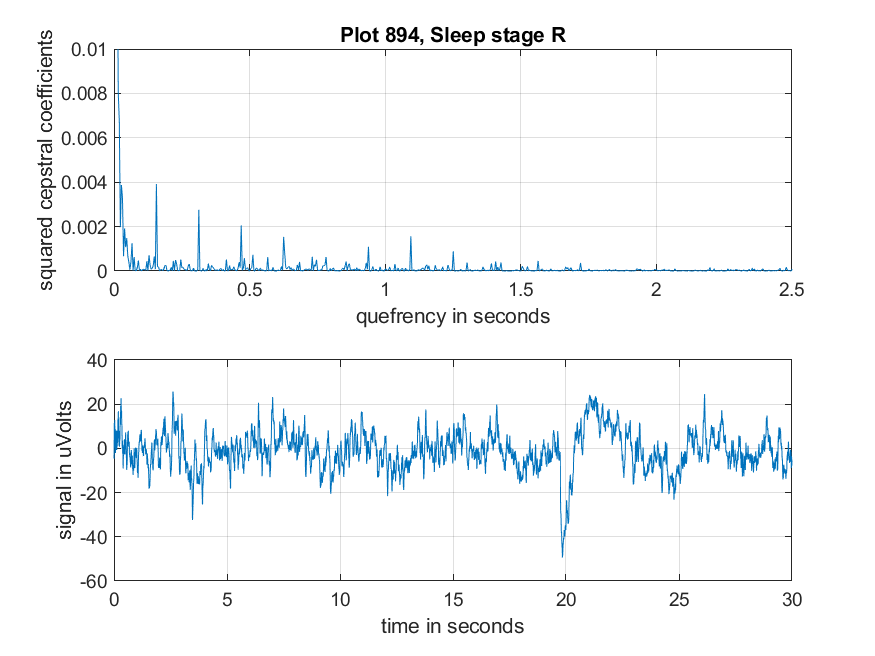 Plot 894, Sleep stage R
squared cepstral coefficients
0.01
0.008
0.006
0.004
0.002
0
0 0.5 1 1.5 2 2.5
quefrency in seconds
signal in uVolts
40
20
0
-20
-40
-60
0 5 10 15 20 25 30
time in seconds